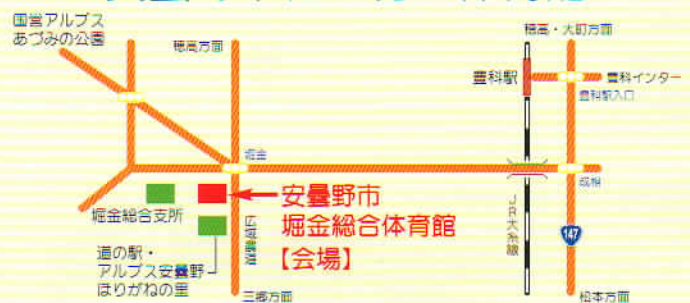 国営アルプス
あづみの公園
穂高方面
穂高・大町方面
豊科駅
豊科インター
豊科駅入口
堀金
成相
安曇野市
堀金総合体育館
【会場】
堀金総合支所
道の駅・
アルプス安曇野
ほりがねの里
広域農道
JR大糸線
147
三郷方面
松本方面